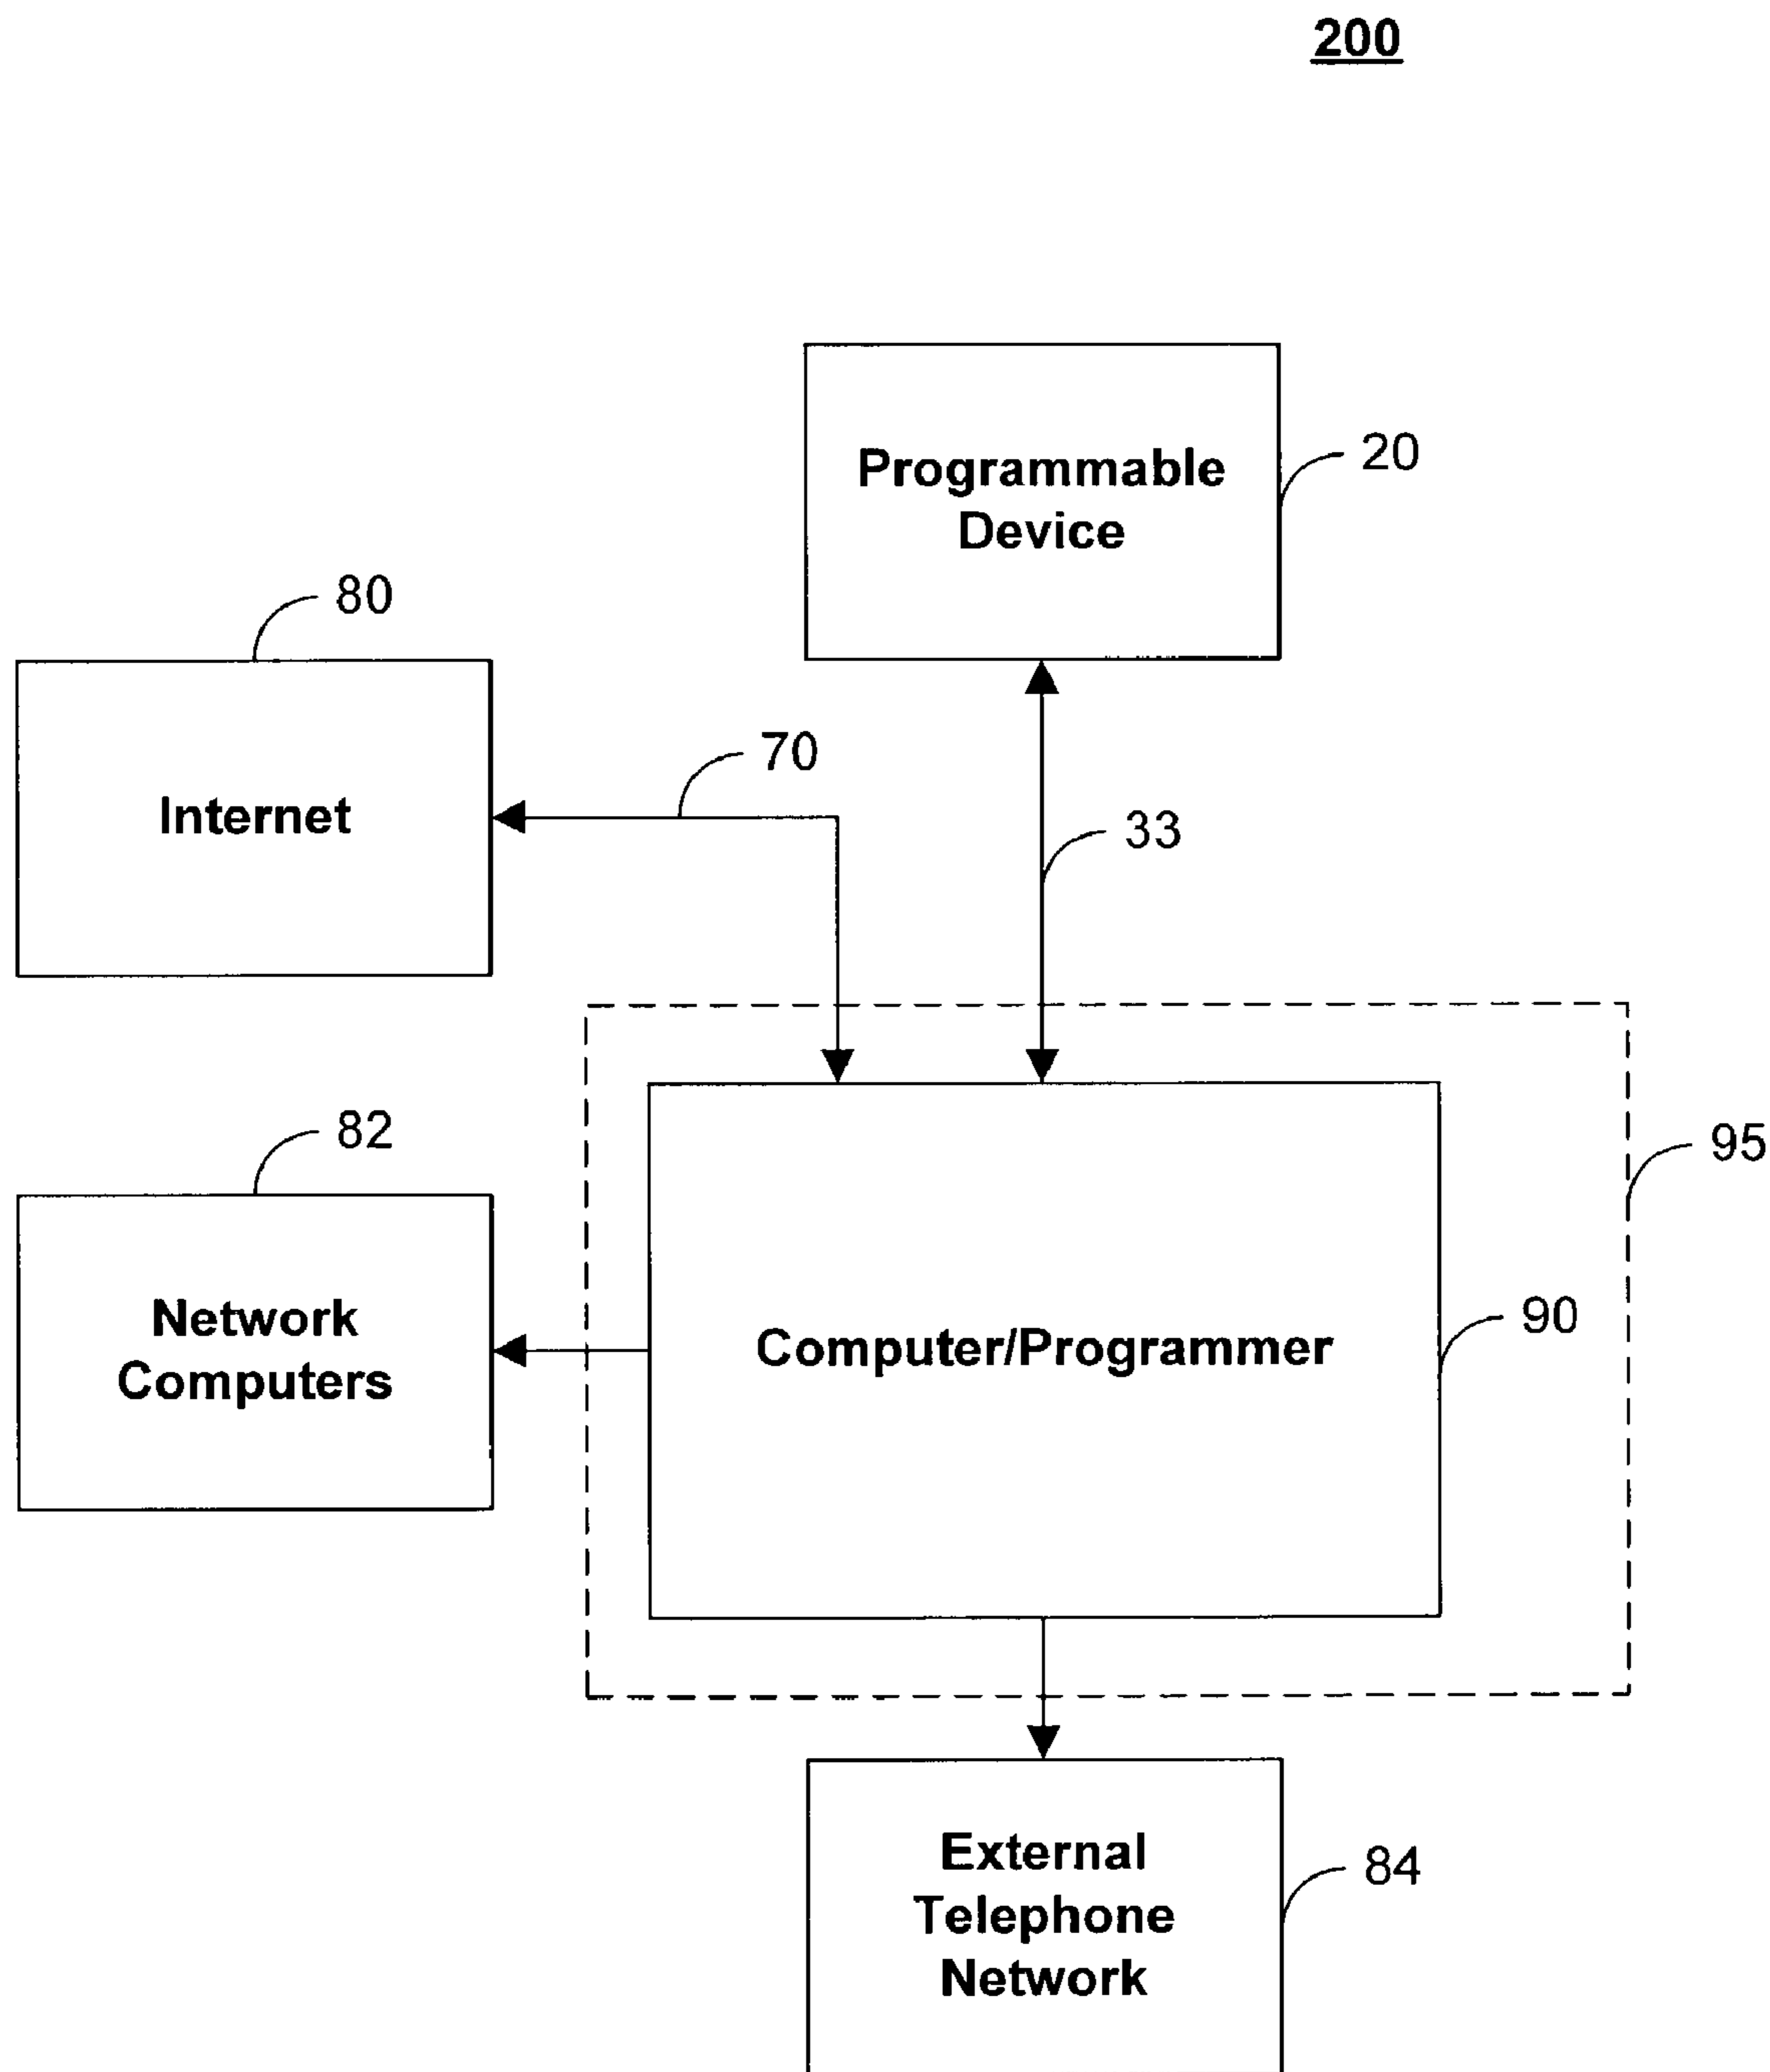 200
Programmable
Device
20
80
Internet
70
33
82
Network
Computers
95
Computer/Programmer
90
External
Telephone
Network
84